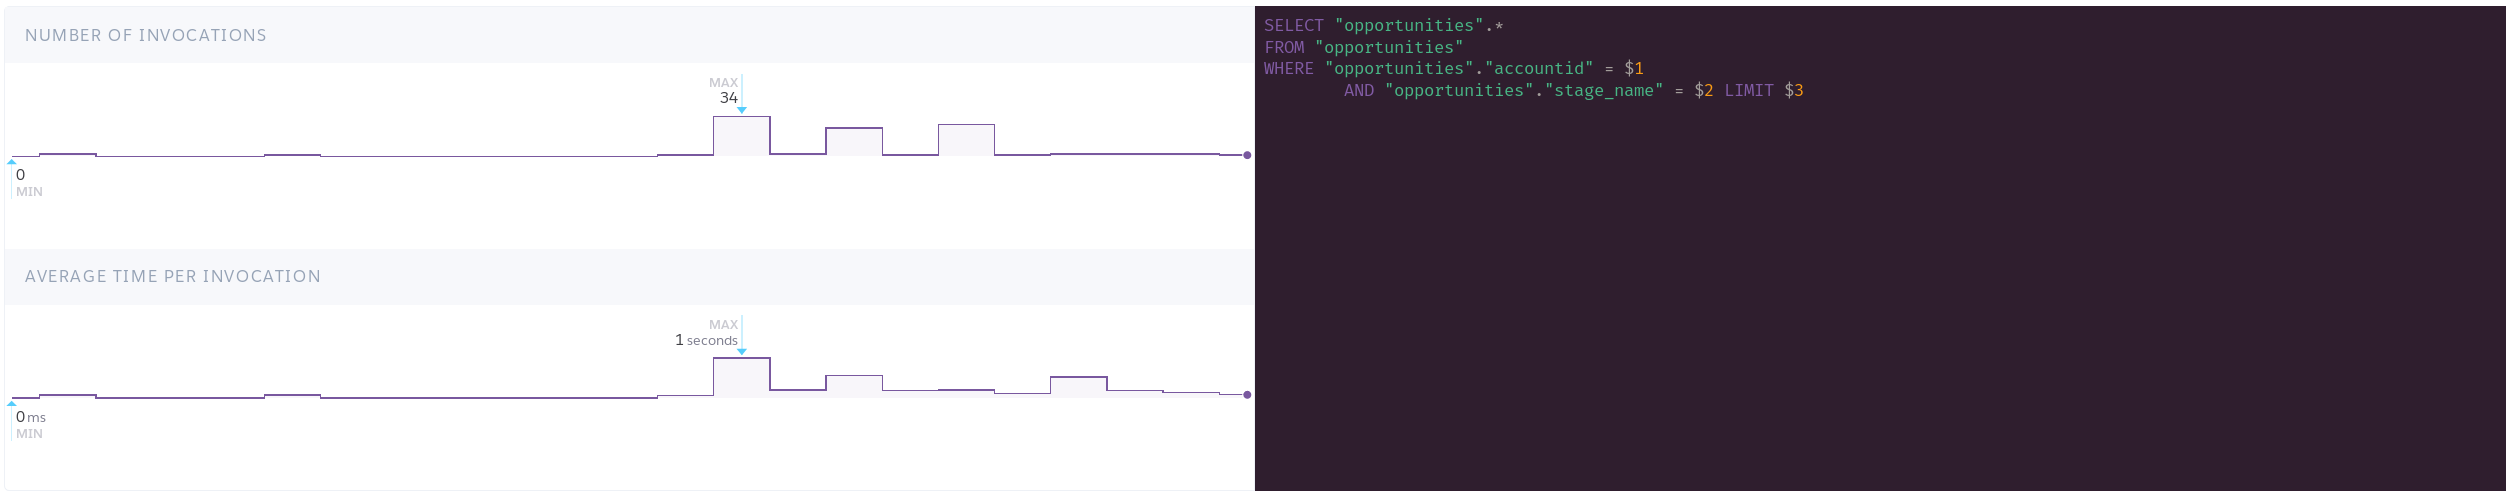 NUMBER OF INVOCATIONS
MAX
34
0
MIN
AVERAGE TIME PER INVOCATION
MAX
1 seconds
0 ms
MIN
SELECT "opportunities".*
FROM "opportunities"
WHERE "opportunities"."accountid" = $1
        AND "opportunities"."stage_name" = $2 LIMIT $3